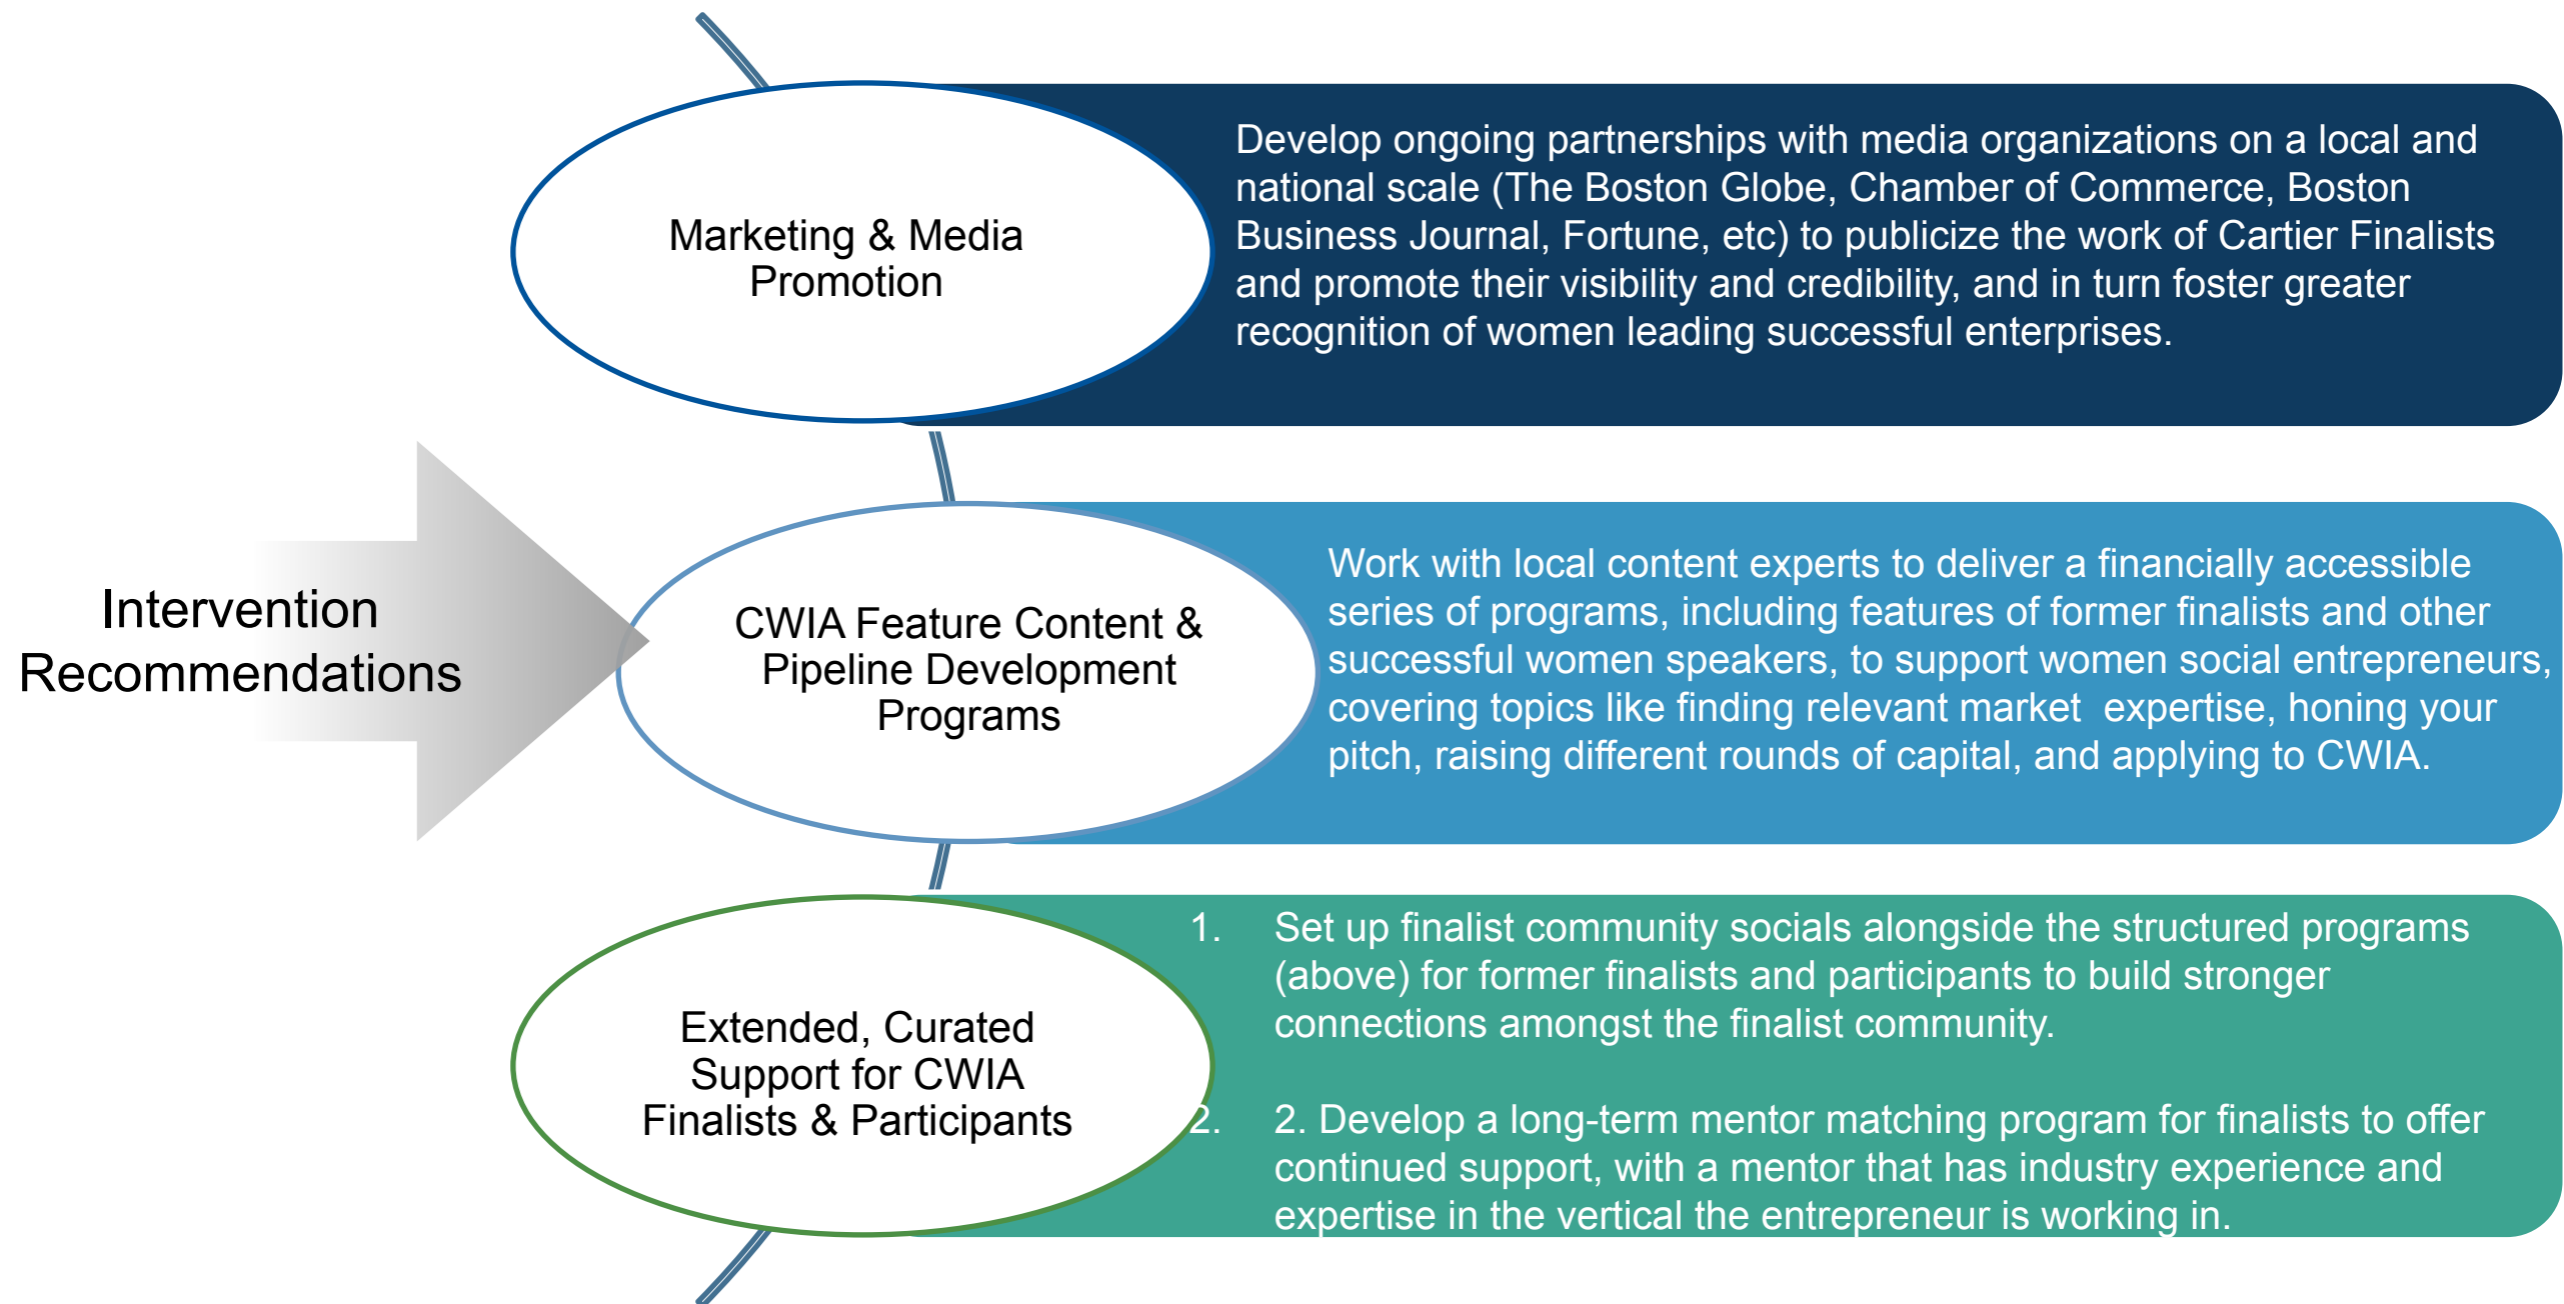 Intervention
Recommendations
Marketing & Media
Promotion
Develop ongoing partnerships with media organizations on a local and
national scale (The Boston Globe, Chamber of Commerce, Boston
Business Journal, Fortune, etc) to publicize the work of Cartier Finalists
and promote their visibility and credibility, and in turn foster greater
recognition of women leading successful enterprises.
CWIA Feature Content &
Pipeline Development
Programs
Work with local content experts to deliver a financially accessible
series of programs, including features of former finalists and other
successful women speakers, to support women social entrepreneurs,
covering topics like finding relevant market  expertise, honing your
pitch, raising different rounds of capital, and applying to CWIA.
Extended, Curated
Support for CWIA
Finalists & Participants
1. Set up finalist community socials alongside the structured programs
(above) for former finalists and participants to build stronger
connections amongst the finalist community.
2. 2. Develop a long-term mentor matching program for finalists to offer
continued support, with a mentor that has industry experience and
expertise in the vertical the entrepreneur is working in.